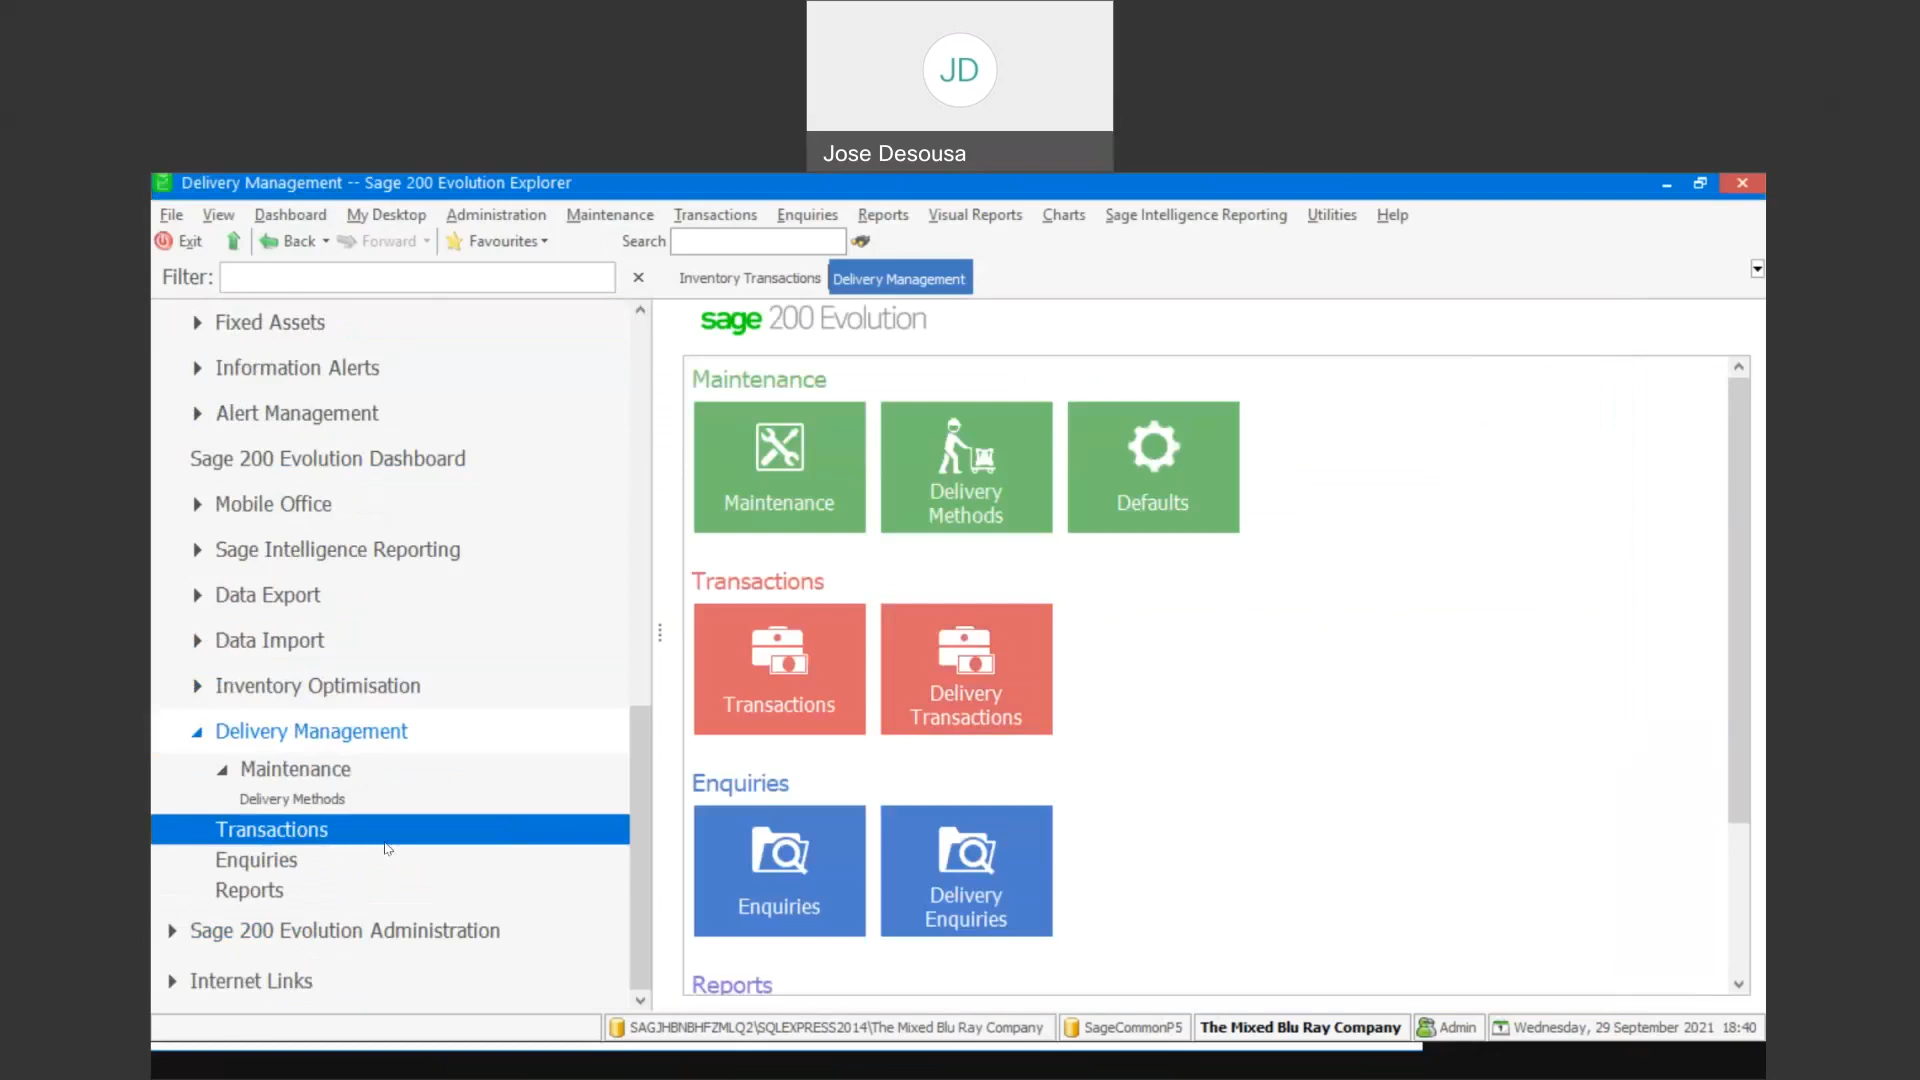 JD
Jose Desousa
Delivery Management -- Sage 200 Evolution Explorer
File View Dashboard My Desktop Administration Maintenance Transactions Enquiries Reports Visual Reports Charts Sage Intelligence Reporting Utilities Help
Exit Back Forward Favourites Search
Filter: Inventory Transactions Delivery Management
sage 200 Evolution
Fixed Assets
Information Alerts
Alert Management
Sage 200 Evolution Dashboard
Mobile Office
Sage Intelligence Reporting
Data Export
Data Import
Inventory Optimisation
Delivery Management
Maintenance
Delivery Methods
Transactions
Enquiries
Reports
Sage 200 Evolution Administration
Internet Links
Maintenance
Maintenance
Delivery
Methods
Defaults
Transactions
Transactions
Delivery
Transactions
Enquiries
Enquiries
Delivery
Enquiries
Reports
SAGJHBNBHFZMLQ2\SQLEXPRESS2014\The Mixed Blu Ray Company SageCommonP5 The Mixed Blu Ray Company Admin Wednesday, 29 September 2021 18:40